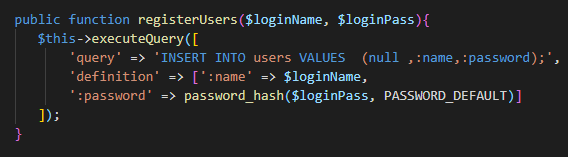 public function registerUsers($loginName, $loginPass){
$this->executeQuery([
'query' => 'INSERT INTO users VALUES  (null ,:name,:password);',
'definition' => [':name' => $loginName,
':password' => password_hash($loginPass, PASSWORD_DEFAULT)]
]);
}